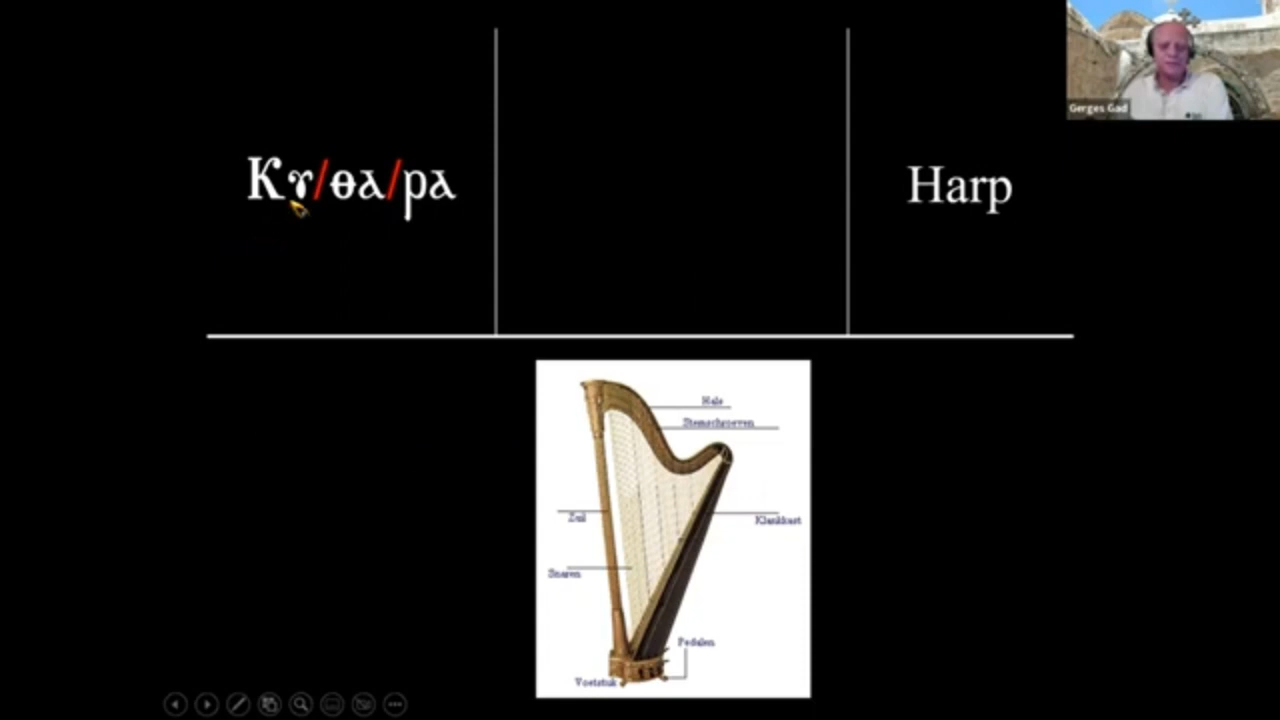 Ⲕⲩ/ⲑⲁ/ⲣⲁ
Harp
Gerges Gad
Hals
Stemschroeven
Zuil
Klankkast
Snaren
Pedalen
Voetstuk